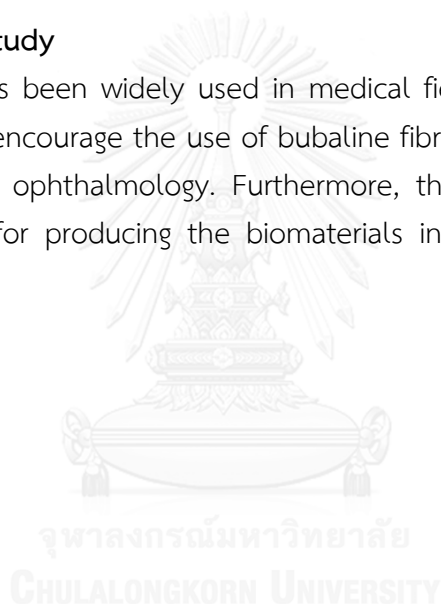 tudy
s been widely used in medical fie
encourage the use of bubaline fibr
ophthalmology. Furthermore, th
for producing the biomaterials in
จุฬาลงกรณ์มหาวิทยาลัย
CHULALONGKORN UNIVERSITY